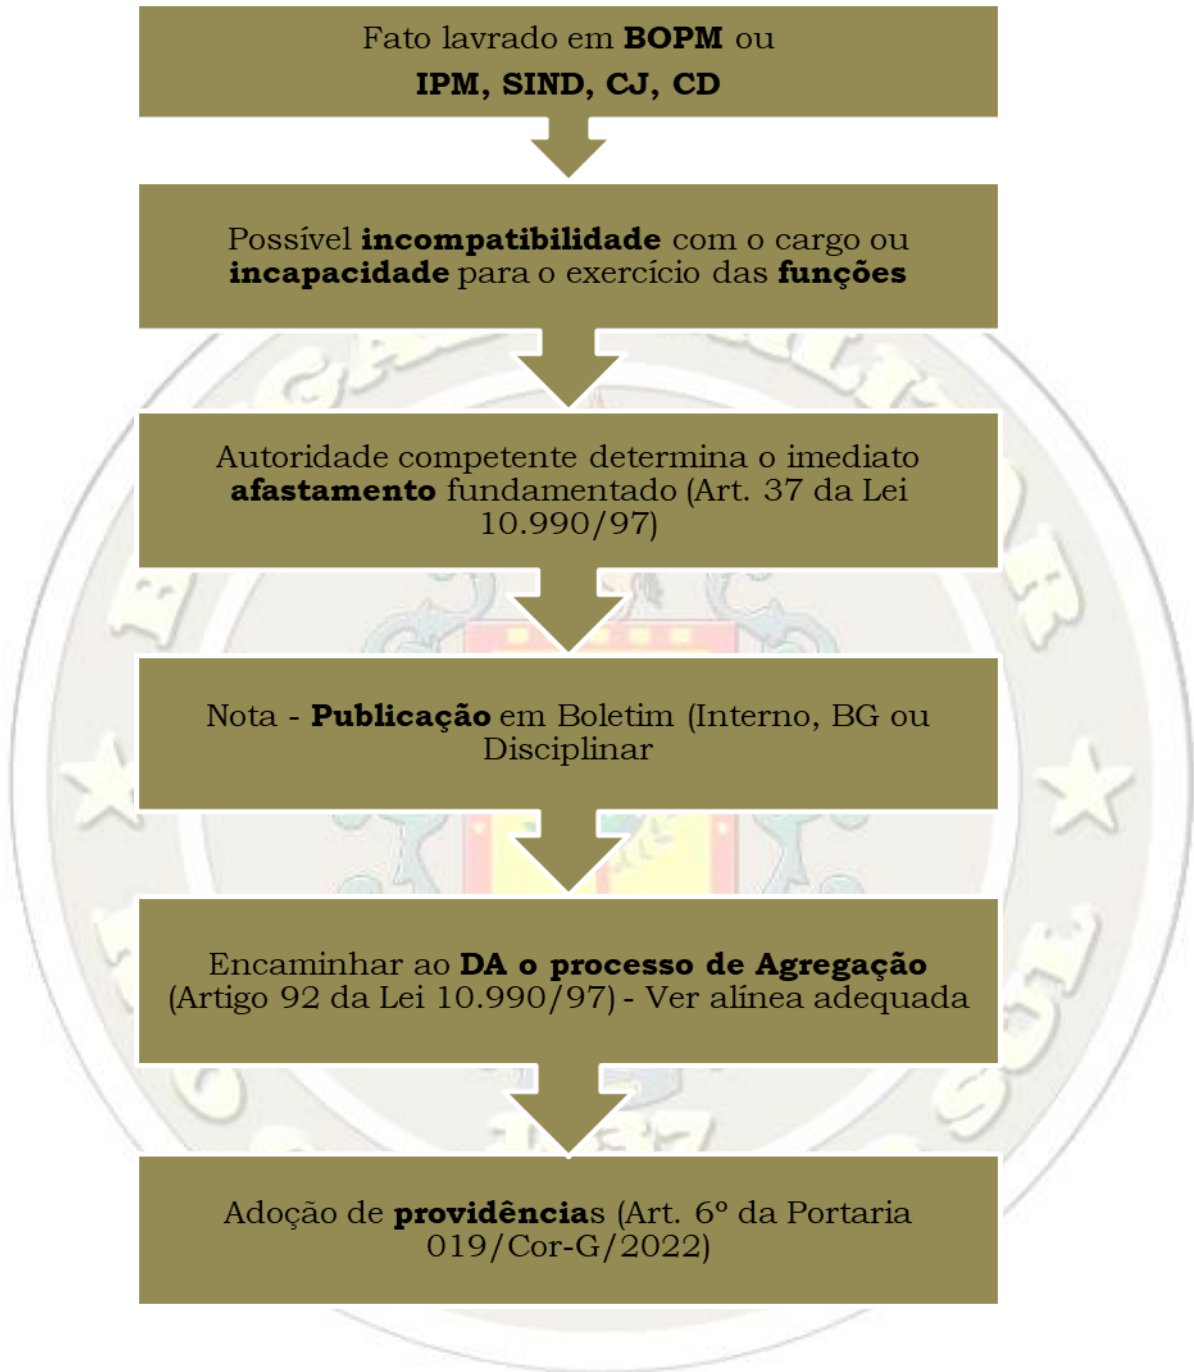 Fato lavrado em BOPM ou
IPM, SIND, CJ, CD
Possível incompatibilidade com o cargo ou
incapacidade para o exercício das funções
Autoridade competente determina o imediato
afastamento fundamentado (Art. 37 da Lei
10.990/97)
Nota - Publicação em Boletim (Interno, BG ou
Disciplinar
Encaminhar ao DA o processo de Agregação
(Artigo 92 da Lei 10.990/97) - Ver alínea adequada
Adoção de providências (Art. 6º da Portaria
019/Cor-G/2022)